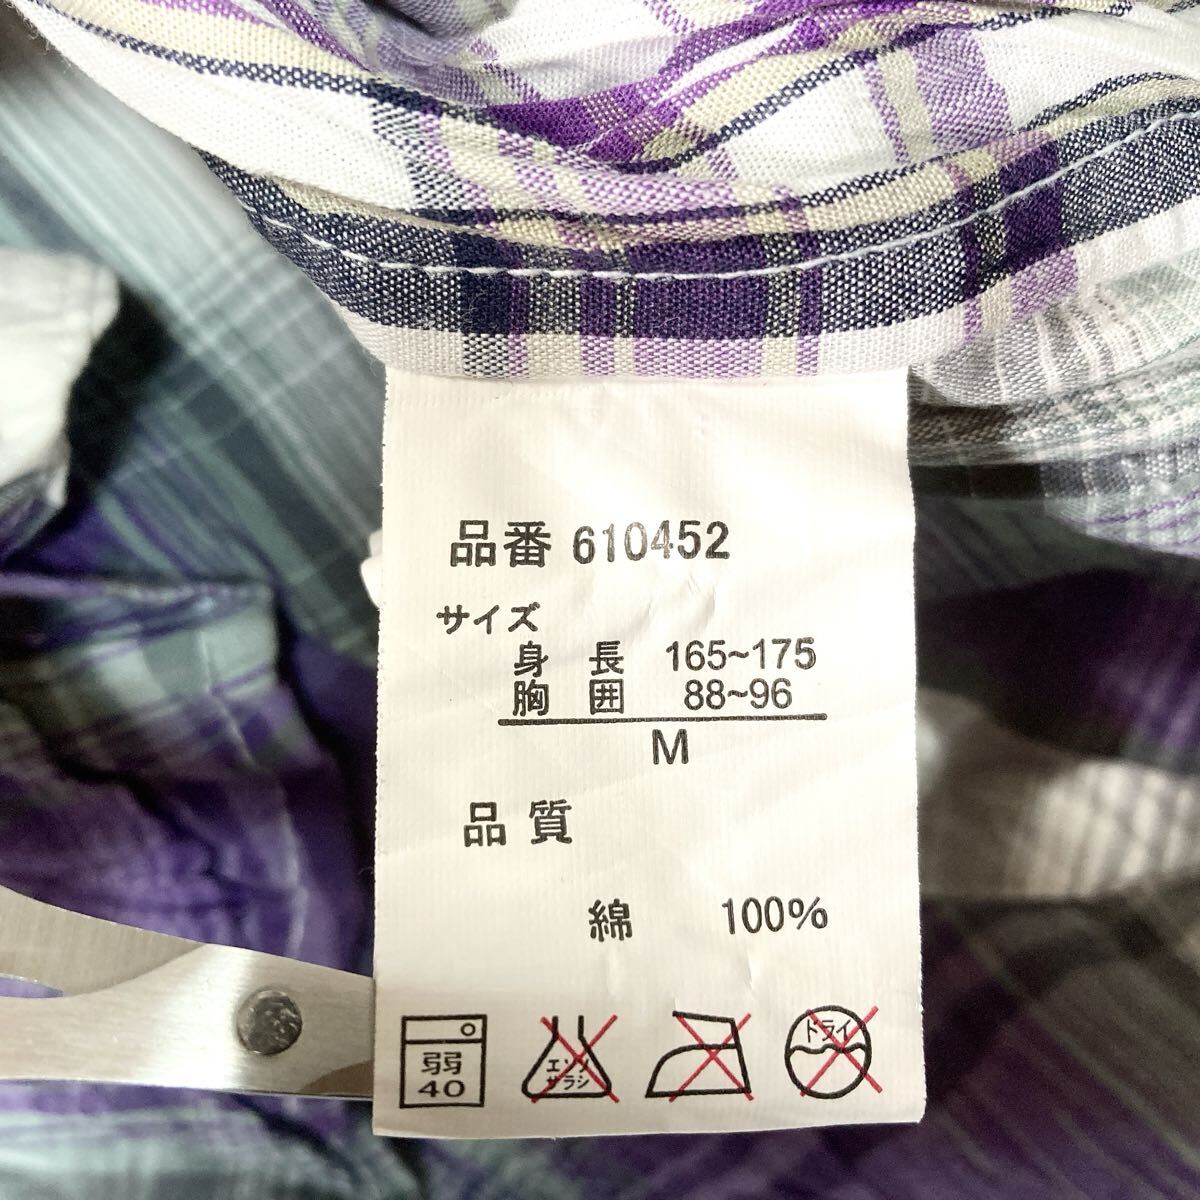 品番 610452
サイズ
身 長 165~175
胸 囲 88~96
M
品 質
綿 100%
弱
40
エンソ
サラシ
ドライ